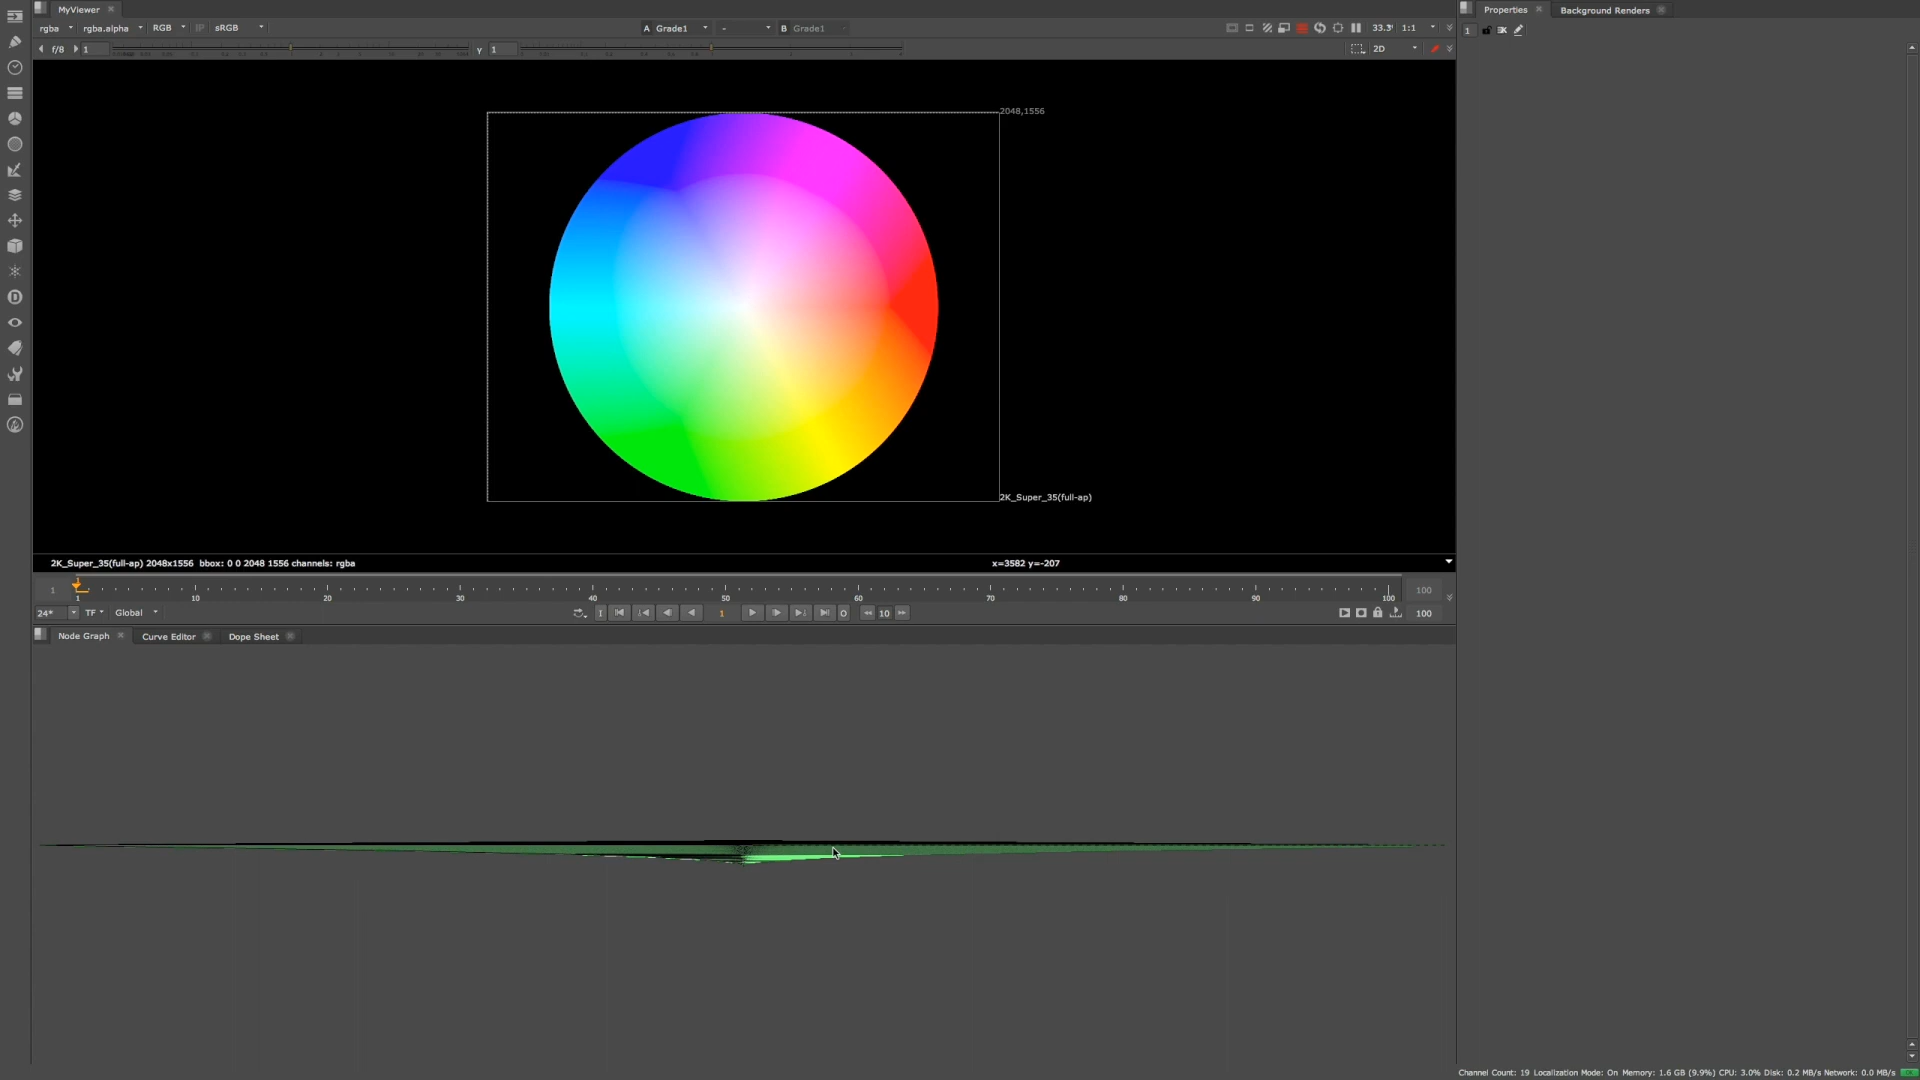 MyViewer
Properties
Background Renders
rgba
rgba.alpha
RGB
IP
sRGB
A Grade1
-
B Grade1
33.3
1:1
1
f/8
1
γ 1
2D
2048,1556
2K_Super_35(full-ap)
2K_Super_35(full-ap) 2048x1556 bbox: 0 0 2048 1556 channels: rgba
x=3582 y=-207
1
1 10 20 30 40 50 60 70 80 90 100
100
24*
TF
Global
I
1
O
10
100
Node Graph
Curve Editor
Dope Sheet
Channel Count: 19 Localization Mode: On Memory: 1.6 GB (9.9%) CPU: 3.0% Disk: 0.2 MB/s Network: 0.0 MB/s